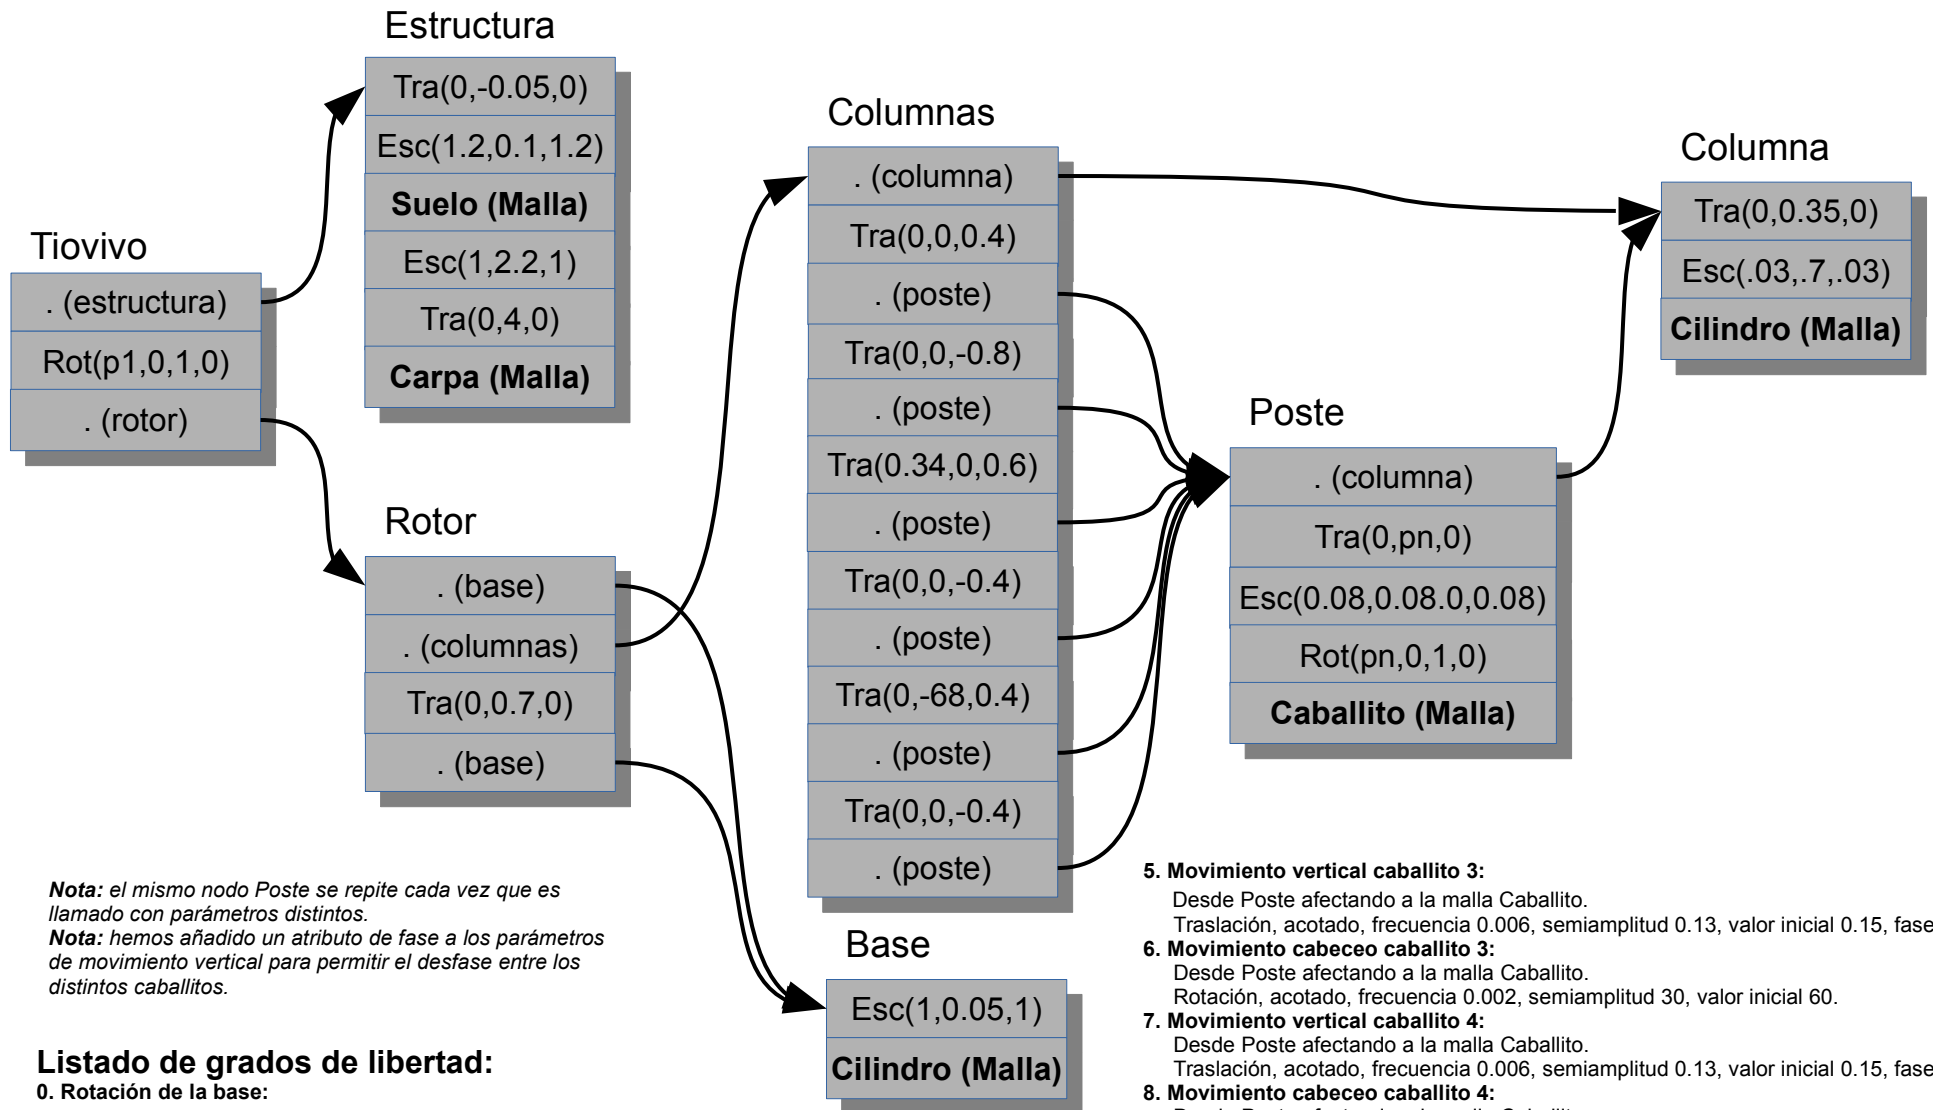 Estructura
Tra(0,-0.05,0)
Esc(1.2,0.1,1.2)
Suelo (Malla)
Esc(1,2.2,1)
Tra(0,4,0)
Carpa (Malla)
Tiovivo
. (estructura)
Rot(p1,0,1,0)
. (rotor)
Rotor
. (base)
. (columnas)
Tra(0,0.7,0)
. (base)
Columnas
. (columna)
Tra(0,0,0.4)
. (poste)
Tra(0,0,-0.8)
. (poste)
Tra(0.34,0,0.6)
. (poste)
Tra(0,0,-0.4)
. (poste)
Tra(0,-68,0.4)
. (poste)
Tra(0,0,-0.4)
. (poste)
Columna
Tra(0,0.35,0)
Esc(.03,.7,.03)
Cilindro (Malla)
Poste
. (columna)
Tra(0,pn,0)
Esc(0.08,0.08.0,0.08)
Rot(pn,0,1,0)
Caballito (Malla)
Base
Esc(1,0.05,1)
Cilindro (Malla)
Nota: el mismo nodo Poste se repite cada vez que es
llamado con parámetros distintos.
Nota: hemos añadido un atributo de fase a los parámetros
de movimiento vertical para permitir el desfase entre los
distintos caballitos.
Listado de grados de libertad:
0. Rotación de la base:
5. Movimiento vertical caballito 3:
Desde Poste afectando a la malla Caballito.
Traslación, acotado, frecuencia 0.006, semiamplitud 0.13, valor inicial 0.15, fase
6. Movimiento cabeceo caballito 3:
Desde Poste afectando a la malla Caballito.
Rotación, acotado, frecuencia 0.002, semiamplitud 30, valor inicial 60.
7. Movimiento vertical caballito 4:
Desde Poste afectando a la malla Caballito.
Traslación, acotado, frecuencia 0.006, semiamplitud 0.13, valor inicial 0.15, fase
8. Movimiento cabeceo caballito 4: